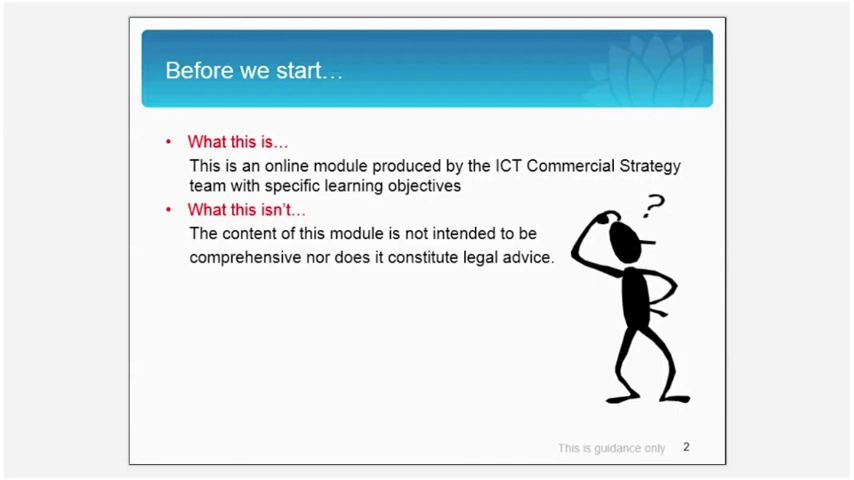 Before we start…
• What this is…
This is an online module produced by the ICT Commercial Strategy
team with specific learning objectives
• What this isn't…
The content of this module is not intended to be
comprehensive nor does it constitute legal advice.
?
This is guidance only 2